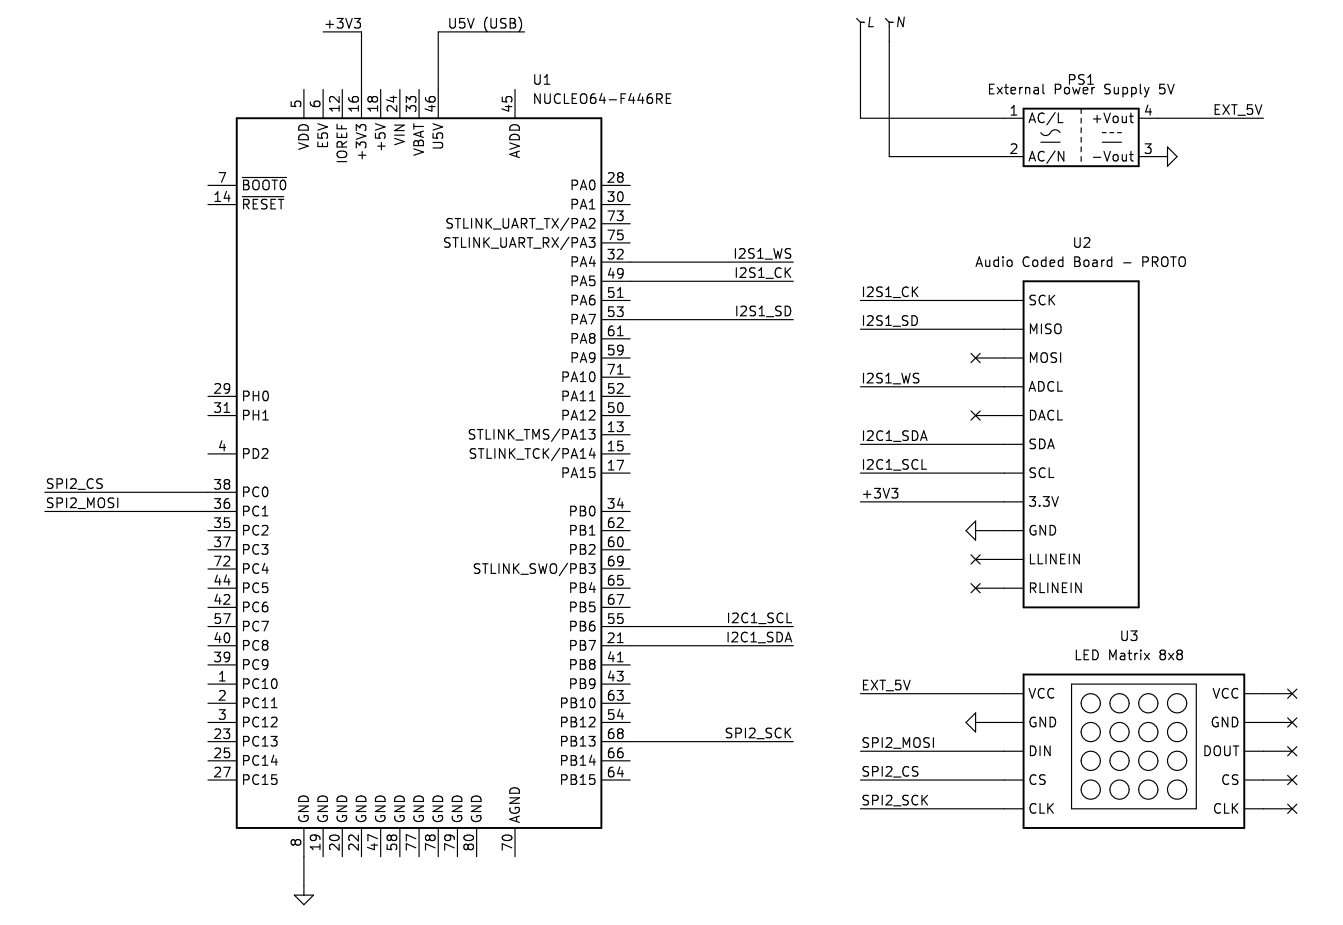 +3V3
U5V (USB)
U1
NUCLEO64-F446RE
5
6
12
16
18
24
33
46
45
VDD
E5V
IOREF
+3V3
+5V
VIN
VBAT
U5V
AVDD
7 BOOT0
14 RESET
29 PH0
31 PH1
4 PD2
SPI2_CS 38 PC0
SPI2_MOSI 36 PC1
35 PC2
37 PC3
72 PC4
44 PC5
42 PC6
57 PC7
40 PC8
39 PC9
1 PC10
2 PC11
3 PC12
23 PC13
25 PC14
27 PC15
PA0 28
PA1 30
STLINK_UART_TX/PA2 73
STLINK_UART_RX/PA3 75
PA4 32 I2S1_WS
PA5 49 I2S1_CK
PA6 51
PA7 53 I2S1_SD
PA8 61
PA9 59
PA10 71
PA11 52
PA12 50
STLINK_TMS/PA13 13
STLINK_TCK/PA14 15
PA15 17
PB0 34
PB1 62
PB2 60
STLINK_SWO/PB3 69
PB4 65
PB5 67
PB6 55 I2C1_SCL
PB7 21 I2C1_SDA
PB8 41
PB9 43
PB10 63
PB12 54
PB13 68 SPI2_SCK
PB14 66
PB15 64
GND
GND
GND
GND
GND
GND
GND
GND
GND
GND
AGND
8
19
20
22
47
58
77
78
79
80
70
L N
PS1
External Power Supply 5V
1 AC/L +Vout 4 EXT_5V
2 AC/N -Vout 3
U2
Audio Coded Board - PROTO
I2S1_CK SCK
I2S1_SD MISO
MOSI
I2S1_WS ADCL
DACL
I2C1_SDA SDA
I2C1_SCL SCL
+3V3 3.3V
GND
LLINEIN
RLINEIN
U3
LED Matrix 8x8
EXT_5V VCC VCC
GND GND
SPI2_MOSI DIN DOUT
SPI2_CS CS CS
SPI2_SCK CLK CLK